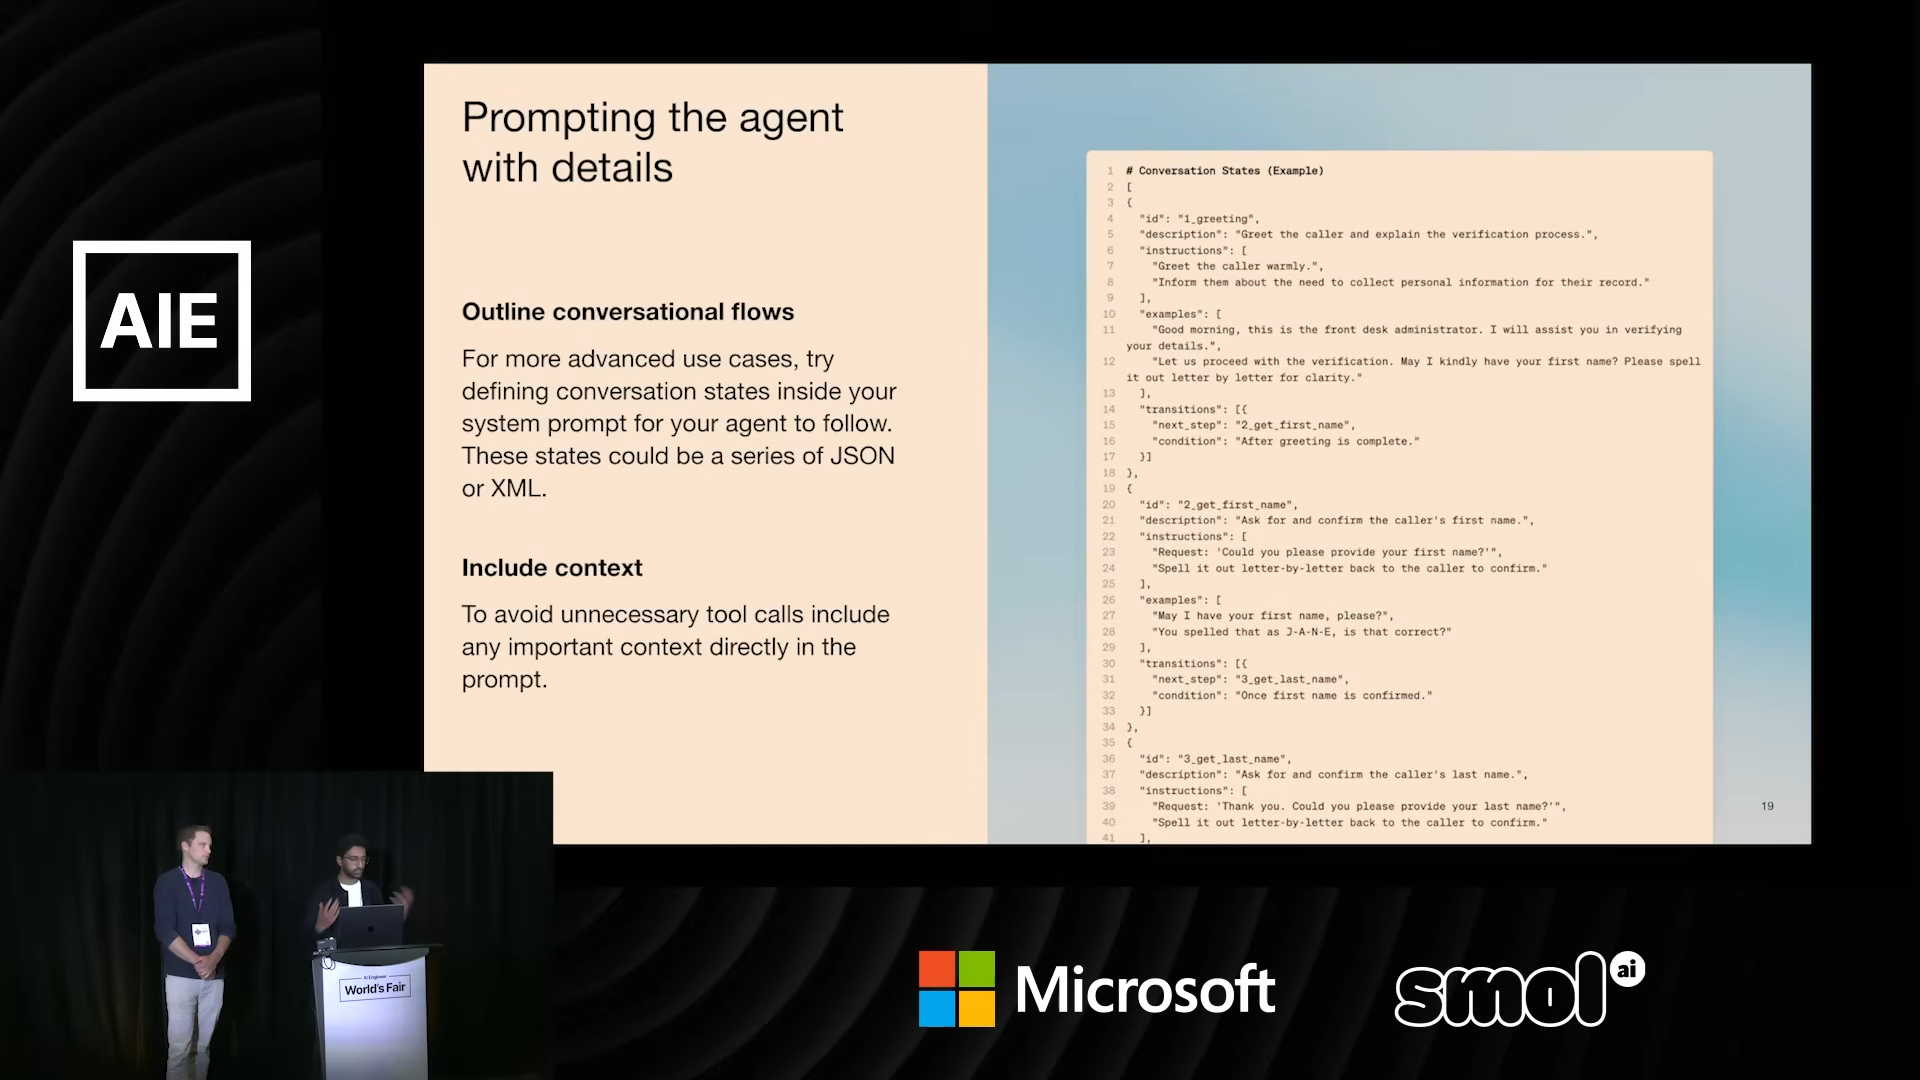 Prompting the agent
with details
Outline conversational flows
For more advanced use cases, try
defining conversation states inside your
system prompt for your agent to follow.
These states could be a series of JSON
or XML.
Include context
To avoid unnecessary tool calls include
any important context directly in the
prompt.
1 # Conversation States (Example)
2 [
3 {
4 "id": "1_greeting",
5 "description": "Greet the caller and explain the verification process.",
6 "instructions": [
7 "Greet the caller warmly.",
8 "Inform them about the need to collect personal information for their record."
9 ],
10 "examples": [
11 "Good morning, this is the front desk administrator. I will assist you in verifying
your details.",
12 "Let us proceed with the verification. May I kindly have your first name? Please spell
it out letter by letter for clarity."
13 ],
14 "transitions": [{
15 "next_step": "2_get_first_name",
16 "condition": "After greeting is complete."
17 }]
18 },
19 {
20 "id": "2_get_first_name",
21 "description": "Ask for and confirm the caller's first name.",
22 "instructions": [
23 "Request: 'Could you please provide your first name?'",
24 "Spell it out letter-by-letter back to the caller to confirm."
25 ],
26 "examples": [
27 "May I have your first name, please?",
28 "You spelled that as J-A-N-E, is that correct?"
29 ],
30 "transitions": [{
31 "next_step": "3_get_last_name",
32 "condition": "Once first name is confirmed."
33 }]
34 },
35 {
36 "id": "3_get_last_name",
37 "description": "Ask for and confirm the caller's last name.",
38 "instructions": [
39 "Request: 'Thank you. Could you please provide your last name?'",
40 "Spell it out letter-by-letter back to the caller to confirm."
41 ],
19
AIE
AI Engineer
World's Fair
Microsoft
smol ai